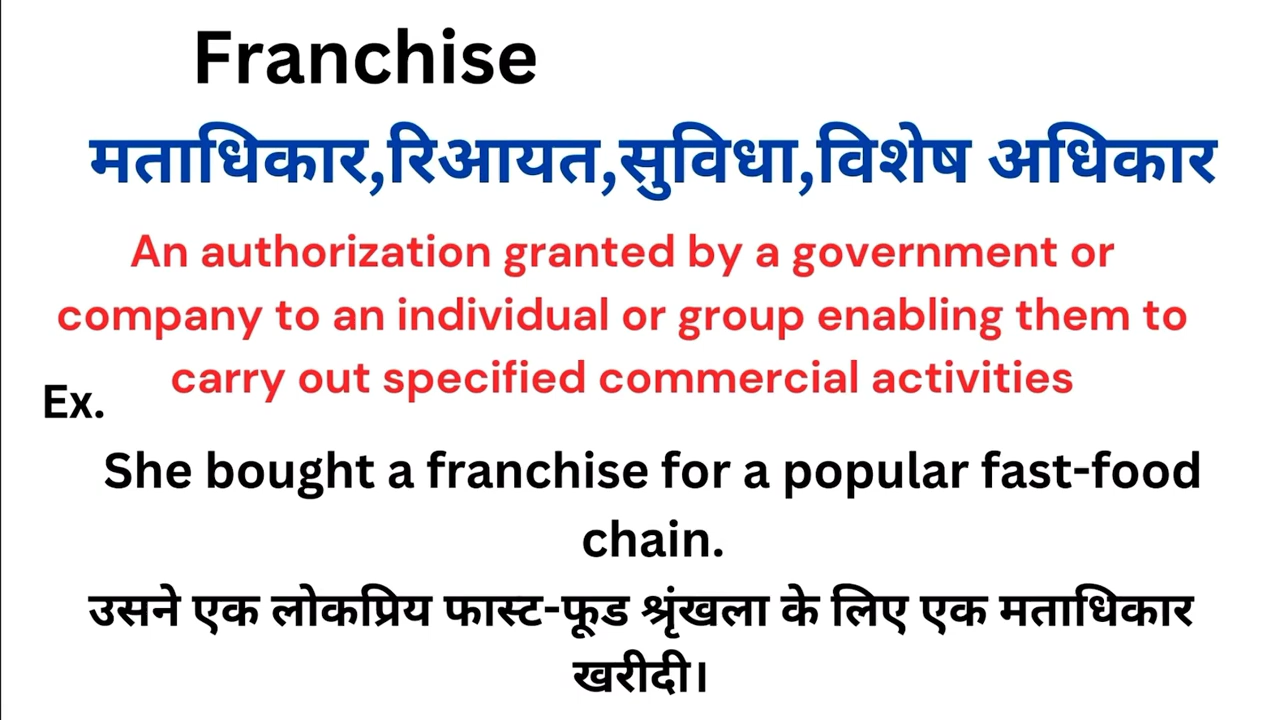 Franchise
मताधिकार,रिआयत,सुविधा,विशेष अधिकार
An authorization granted by a government or
company to an individual or group enabling them to
carry out specified commercial activities
Ex.
She bought a franchise for a popular fast-food
chain.
उसने एक लोकप्रिय फास्ट-फूड श्रृंखला के लिए एक मताधिकार
खरीदी।